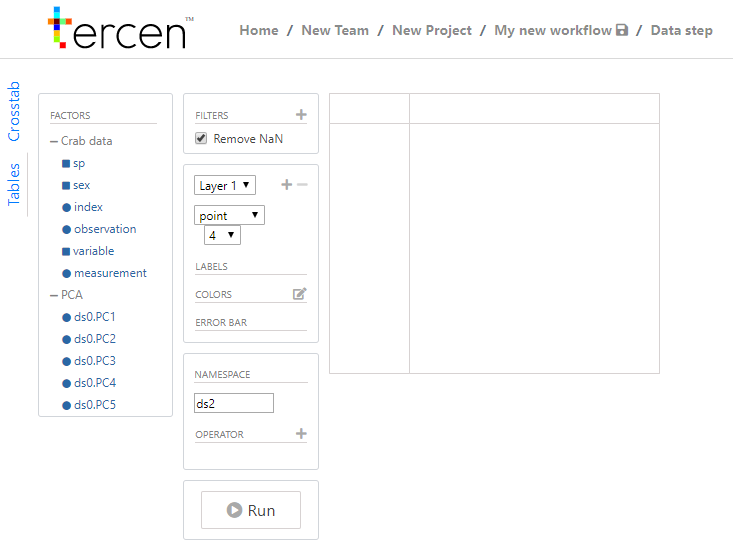 tercen™
Home / New Team / New Project / My new workflow / Data step
Crosstab
Tables
FACTORS
Crab data
sp
sex
index
observation
variable
measurement
PCA
ds0.PC1
ds0.PC2
ds0.PC3
ds0.PC4
ds0.PC5
FILTERS
Remove NaN
Layer 1
point
4
LABELS
COLORS
ERROR BAR
NAMESPACE
ds2
OPERATOR
Run